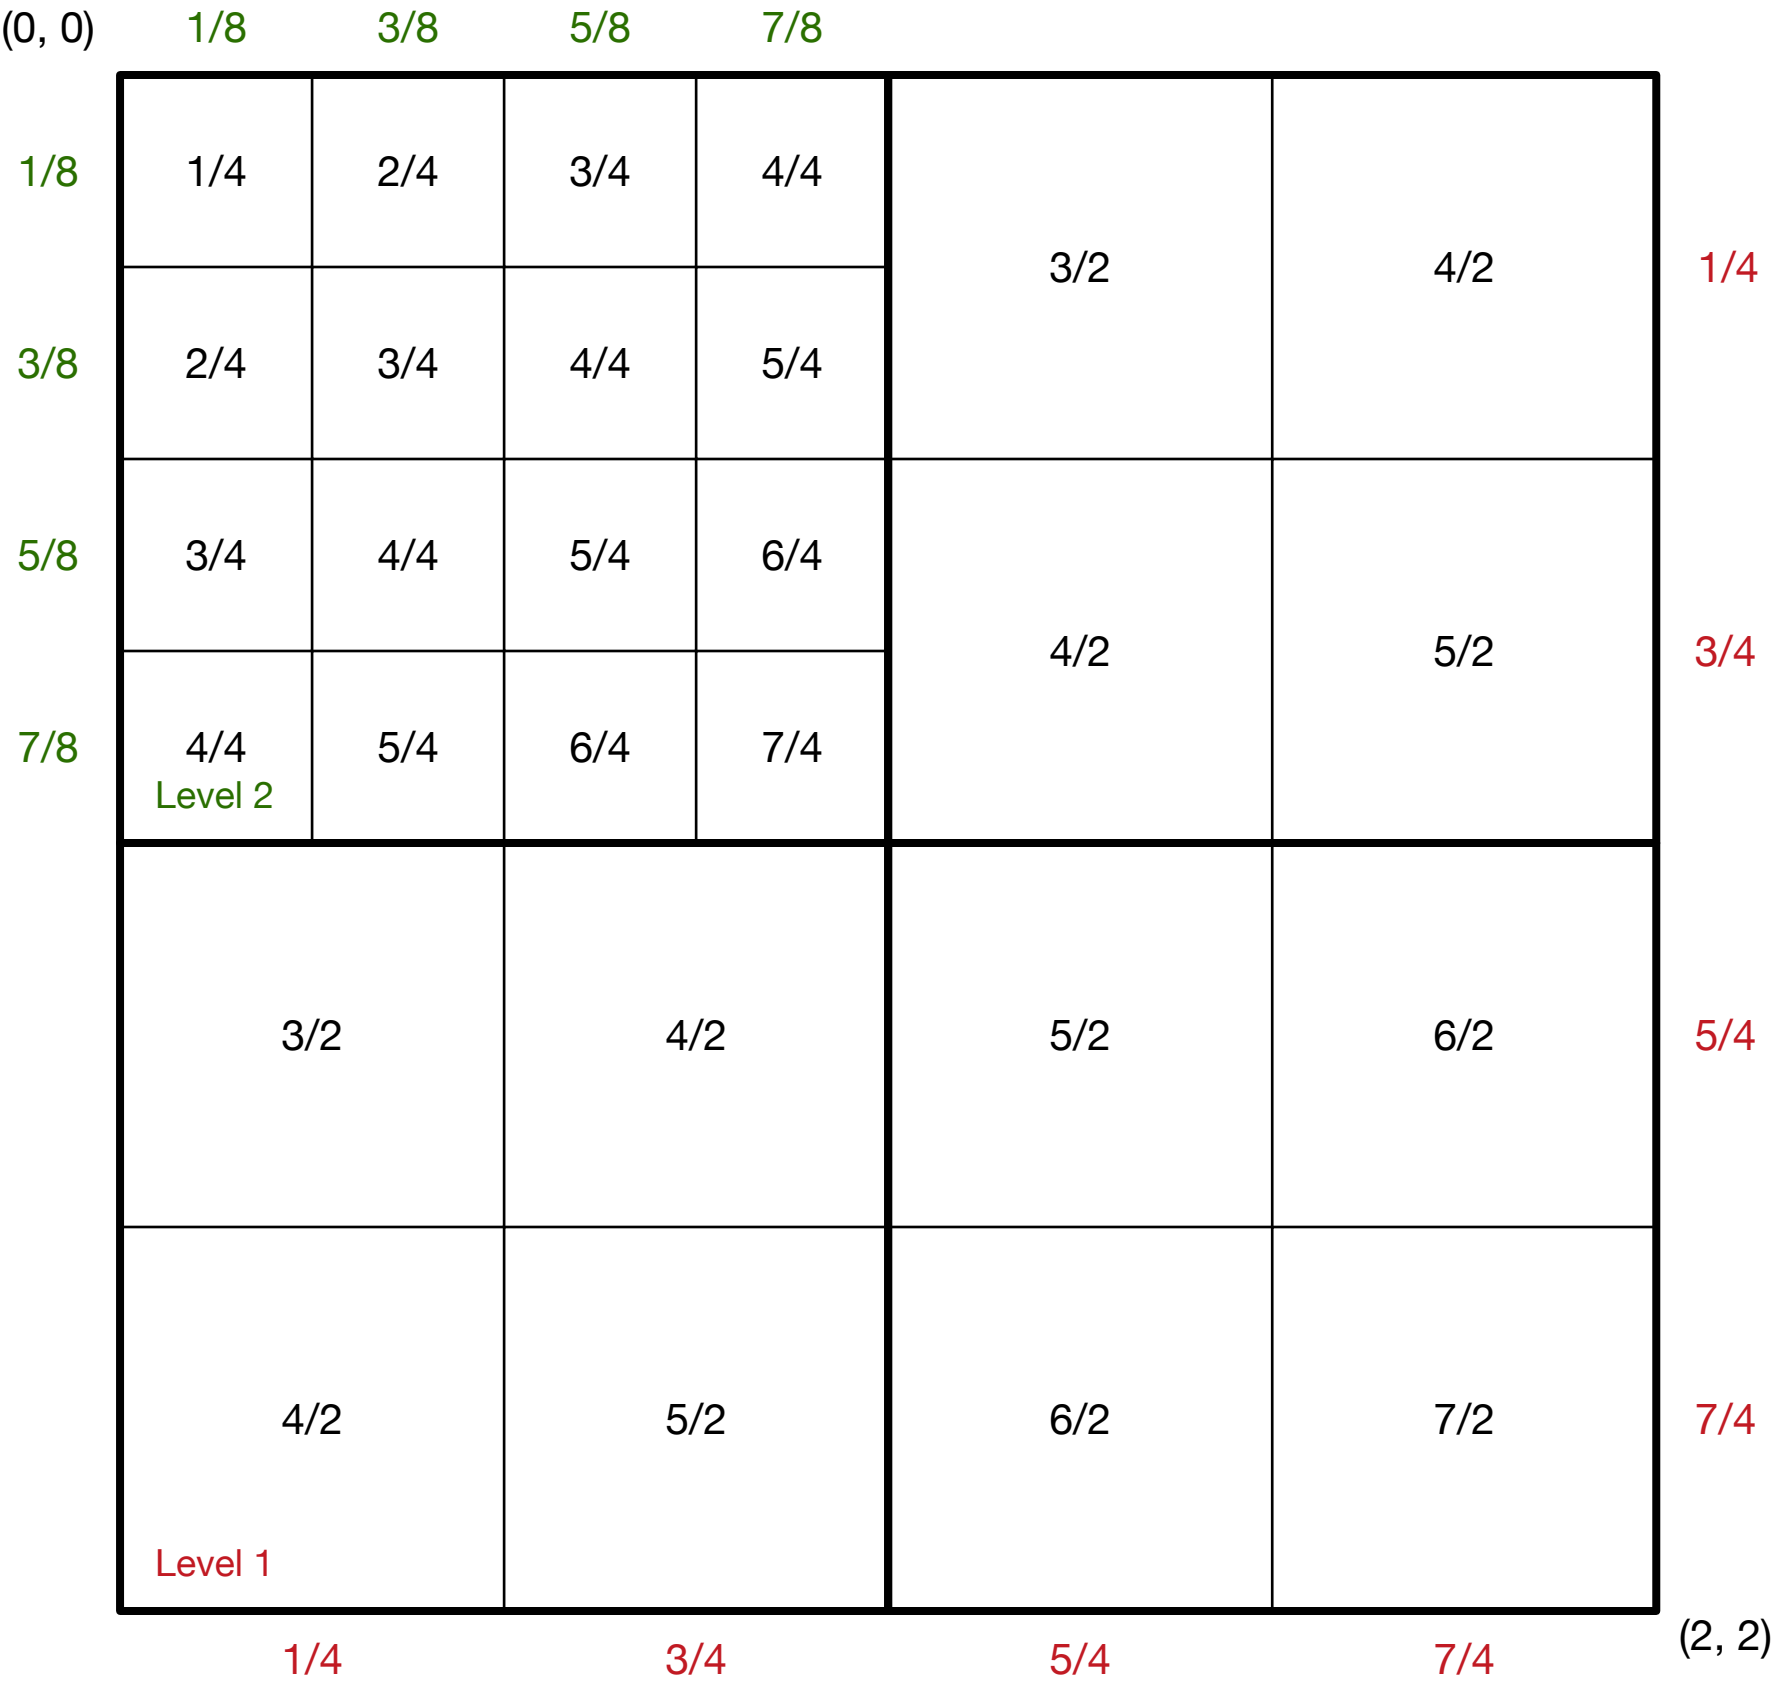 (0, 0) 1/8 3/8 5/8 7/8
1/8 1/4 2/4 3/4 4/4
3/2 4/2 1/4
3/8 2/4 3/4 4/4 5/4
5/8 3/4 4/4 5/4 6/4
4/2 5/2 3/4
7/8 4/4 5/4 6/4 7/4
Level 2
3/2 4/2 5/2 6/2 5/4
4/2 5/2 6/2 7/2 7/4
Level 1
(2, 2)
1/4 3/4 5/4 7/4